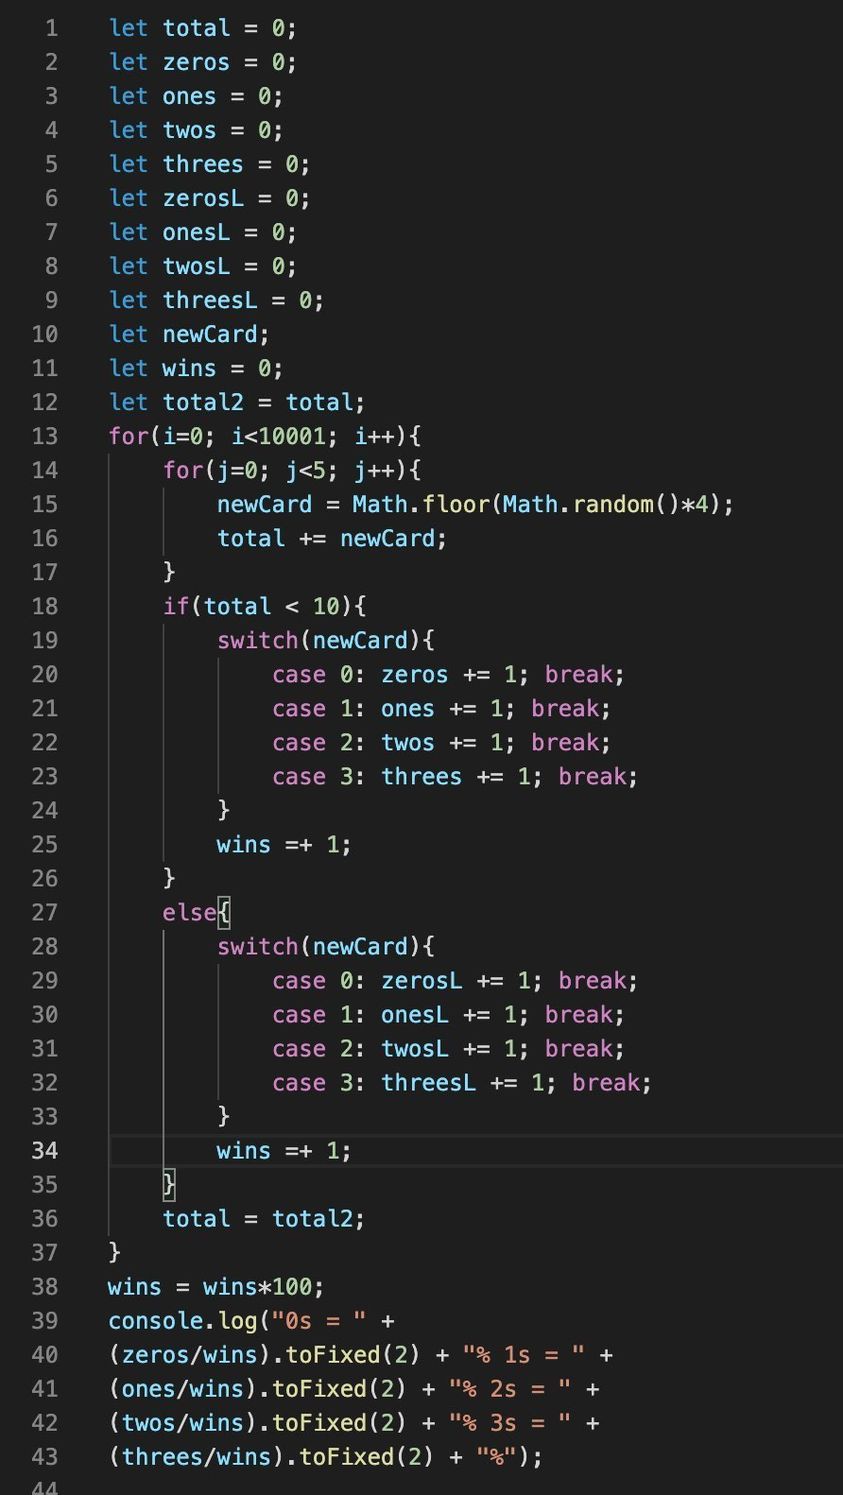 1 let total = 0;
2 let zeros = 0;
3 let ones = 0;
4 let twos = 0;
5 let threes = 0;
6 let zerosL = 0;
7 let onesL = 0;
8 let twosL = 0;
9 let threesL = 0;
10 let newCard;
11 let wins = 0;
12 let total2 = total;
13 for(i=0; i<10001; i++){
14     for(j=0; j<5; j++){
15         newCard = Math.floor(Math.random()*4);
16         total += newCard;
17     }
18     if(total < 10){
19         switch(newCard){
20             case 0: zeros += 1; break;
21             case 1: ones += 1; break;
22             case 2: twos += 1; break;
23             case 3: threes += 1; break;
24         }
25         wins =+ 1;
26     }
27     else{
28         switch(newCard){
29             case 0: zerosL += 1; break;
30             case 1: onesL += 1; break;
31             case 2: twosL += 1; break;
32             case 3: threesL += 1; break;
33         }
34         wins =+ 1;
35     }
36     total = total2;
37 }
38 wins = wins*100;
39 console.log("0s = " +
40 (zeros/wins).toFixed(2) + "% 1s = " +
41 (ones/wins).toFixed(2) + "% 2s = " +
42 (twos/wins).toFixed(2) + "% 3s = " +
43 (threes/wins).toFixed(2) + "%");
44